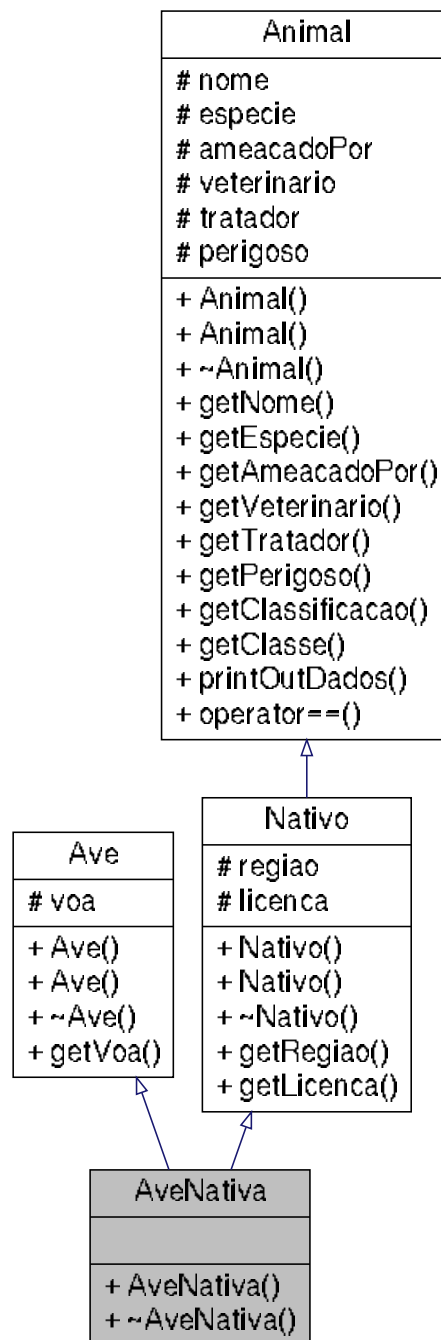 Animal
# nome
# especie
# ameacadoPor
# veterinario
# tratador
# perigoso
+ Animal()
+ Animal()
+ ~Animal()
+ getNome()
+ getEspecie()
+ getAmeacadoPor()
+ getVeterinario()
+ getTratador()
+ getPerigoso()
+ getClassificacao()
+ getClasse()
+ printOutDados()
+ operator==()
Ave
# voa
+ Ave()
+ Ave()
+ ~Ave()
+ getVoa()
Nativo
# regiao
# licenca
+ Nativo()
+ Nativo()
+ ~Nativo()
+ getRegiao()
+ getLicenca()
AveNativa
+ AveNativa()
+ ~AveNativa()